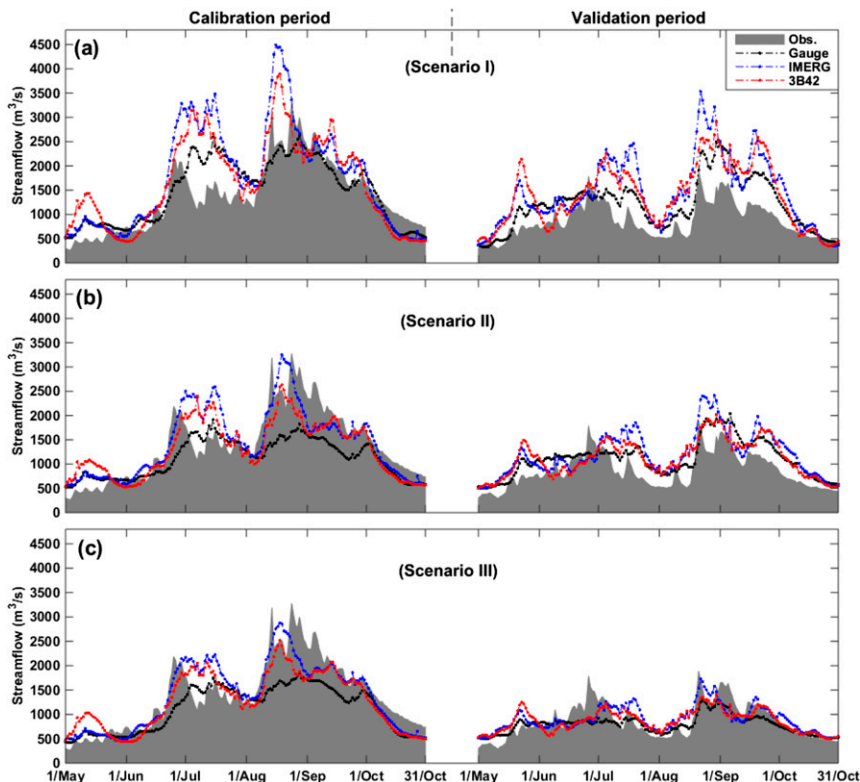 Calibration period Validation period
(a)
(Scenario I)
Obs.
Gauge
IMERG
3B42
Streamflow (m³/s)
4500
4000
3500
3000
2500
2000
1500
1000
500
0
(b)
(Scenario II)
Streamflow (m³/s)
4500
4000
3500
3000
2500
2000
1500
1000
500
0
(c)
(Scenario III)
Streamflow (m³/s)
4500
4000
3500
3000
2500
2000
1500
1000
500
0
1/May 1/Jun 1/Jul 1/Aug 1/Sep 1/Oct 31/Oct 1/May 1/Jun 1/Jul 1/Aug 1/Sep 1/Oct 31/Oct